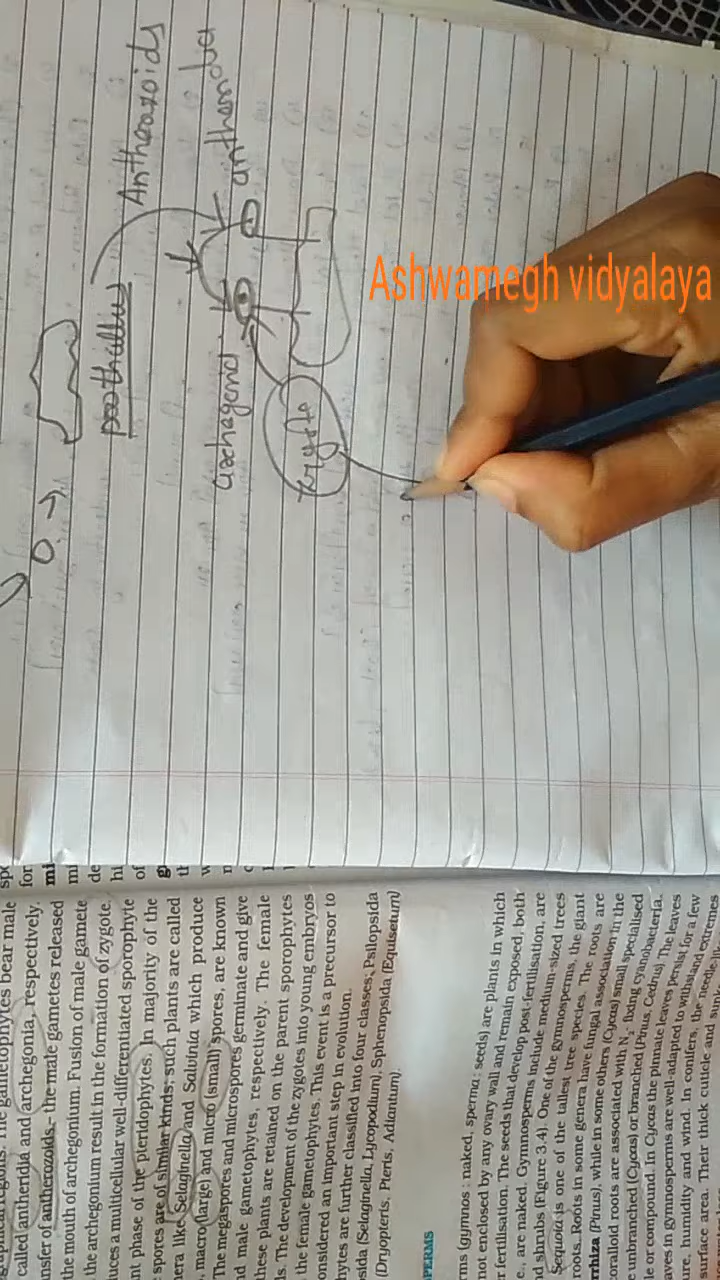 Antherozoids
prothallus
antheridia
archegonia
zygote
Ashwamegh vidyalaya
called antheridia and archegonia, respectively.
nsfer of antherozoids - the male gametes released
the mouth of archegonium. Fusion of male gamete
the archegonium result in the formation of zygote.
uces a multicellular well-differentiated sporophyte
nt phase of the pteridophytes. In majority of the
spores are of similar kinds; such plants are called
era like Selaginella and Salvinia which produce
macro (large) and micro (small) spores, are known
The megaspores and microspores germinate and give
nd male gametophytes, respectively. The female
these plants are retained on the parent sporophytes
ds. The development of the zygotes into young embryos
the female gametophytes. This event is a precursor to
onsidered an important step in evolution.
hytes are further classified into four classes: Psilopsida
sida (Selaginella, Lycopodium), Sphenopsida (Equisetum)
(Dryopteris, Pteris, Adiantum).
SPERMS
rms (gymnos : naked, sperma : seeds) are plants in which
not enclosed by any ovary wall and remain exposed, both
r fertilisation. The seeds that develop post-fertilisation, are
e., are naked. Gymnosperms include medium-sized trees
d shrubs (Figure 3.4). One of the gymnosperms, the giant
Sequoia is one of the tallest tree species. The roots are
roots. Roots in some genera have fungal association in the
rhiza (Pinus), while in some others (Cycas) small specialised
oralloid roots are associated with N2- fixing cyanobacteria.
unbranched (Cycas) or branched (Pinus, Cedrus). The leaves
e or compound. In Cycas the pinnate leaves persist for a few
aves in gymnosperms are well-adapted to withstand extremes
ure, humidity and wind. In conifers, the needle-like
surface area. Their thick cuticle and sunk